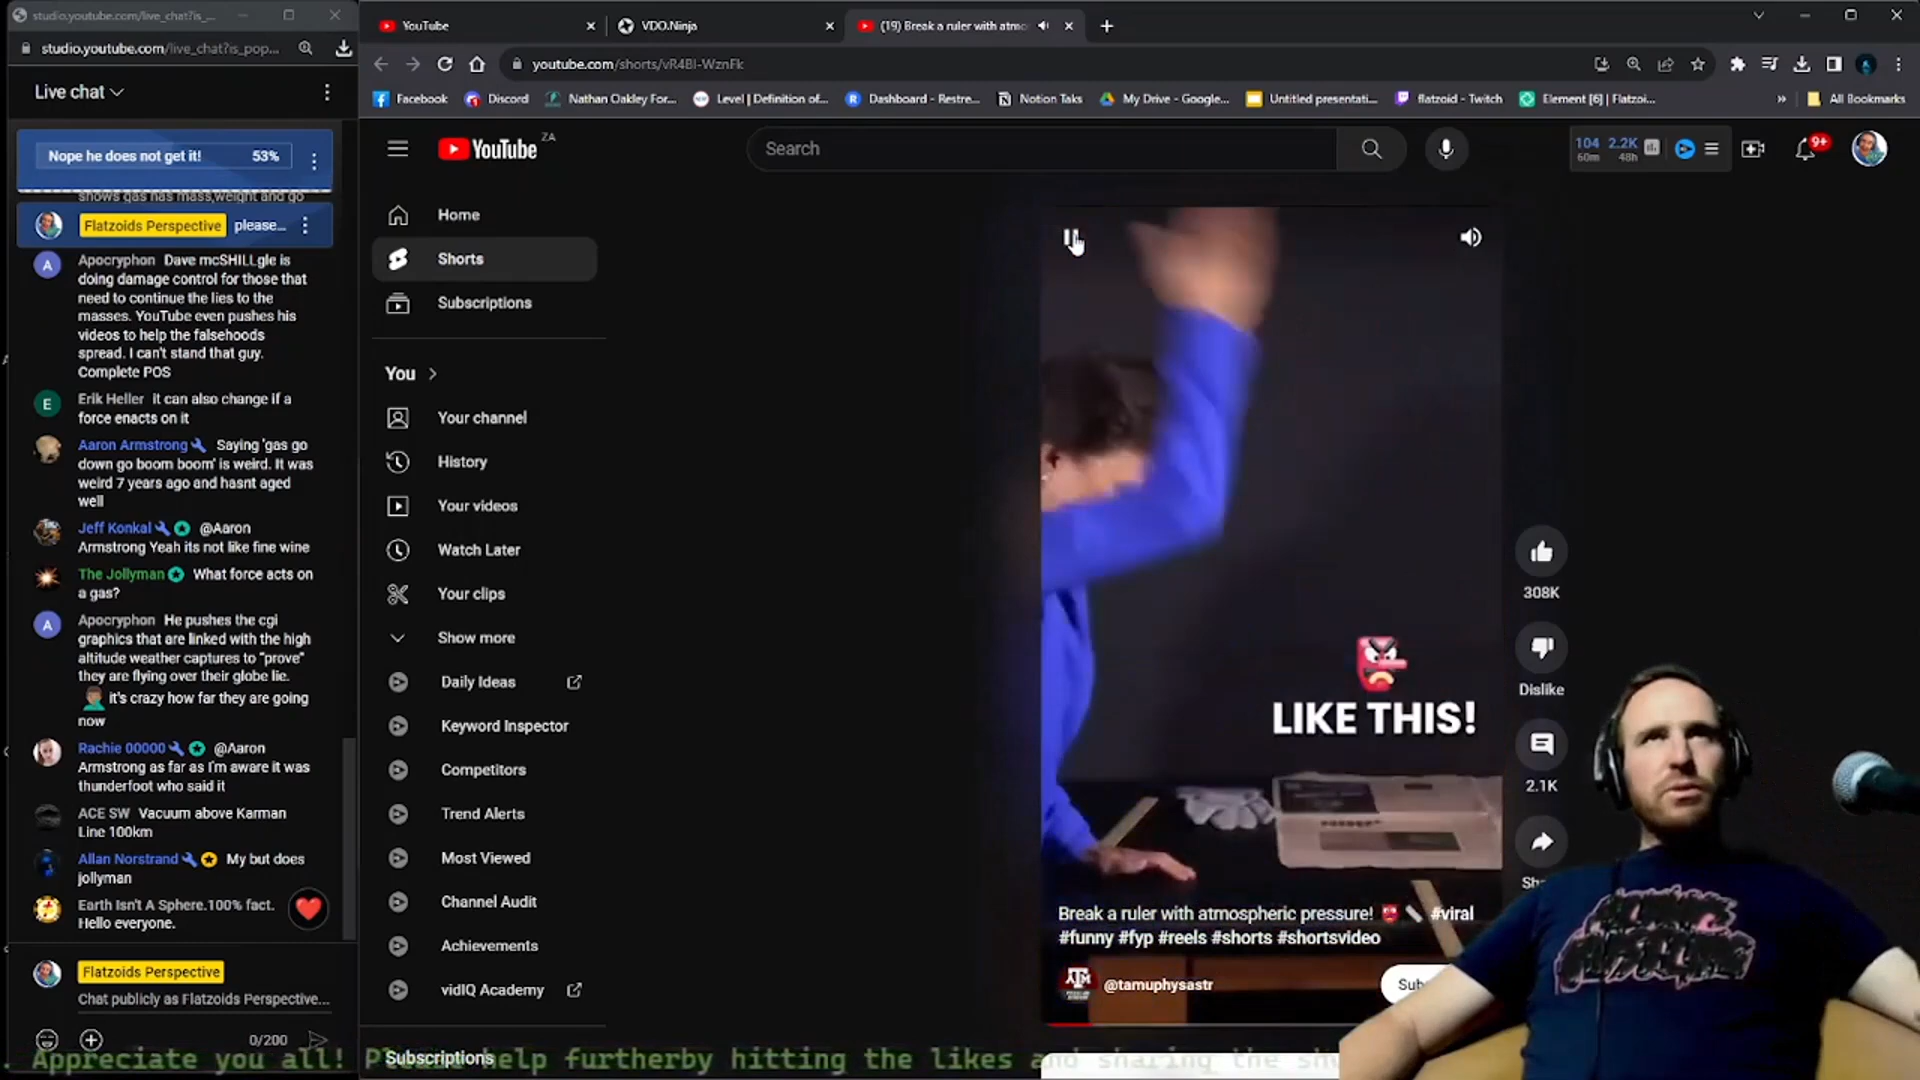 studio.youtube.com/live_chat?is_...
studio.youtube.com/live_chat?is_pop...
Live chat
Nope he does not get it! 53%
shows gas has mass,weight and go
Flatzoids Perspective please...
Apocryphon Dave mcSHILLgle is
doing damage control for those that
need to continue the lies to the
masses. YouTube even pushes his
videos to help the falsehoods
spread. I can't stand that guy.
Complete POS
Erik Heller it can also change if a
force enacts on it
Aaron Armstrong Saying 'gas go
down go boom boom' is weird. It was
weird 7 years ago and hasnt aged
well
Jeff Konkal @Aaron
Armstrong Yeah its not like fine wine
The Jollyman What force acts on
a gas?
Apocryphon He pushes the cgi
graphics that are linked with the high
altitude weather captures to "prove"
they are flying over their globe lie.
it's crazy how far they are going
now
Rachie 00000 @Aaron
Armstrong as far as I'm aware it was
thunderfoot who said it
ACE SW Vacuum above Karman
Line 100km
Allan Norstrand My but does
jollyman
Earth Isn't A Sphere.100% fact.
Hello everyone.
Flatzoids Perspective
Chat publicly as Flatzoids Perspective...
0/200
YouTube
VDO.Ninja
(19) Break a ruler with atmo
youtube.com/shorts/vR4Bl-WznFk
Facebook
Discord
Nathan Oakley For...
Level | Definition of...
Dashboard - Restre...
Notion Taks
My Drive - Google...
Untitled presentati...
flatzoid - Twitch
Element [6] | Flatzoi...
All Bookmarks
YouTube ZA
Search
104 2.2K
60m 48h
9+
Home
Shorts
Subscriptions
You
Your channel
History
Your videos
Watch Later
Your clips
Show more
Daily Ideas
Keyword Inspector
Competitors
Trend Alerts
Most Viewed
Channel Audit
Achievements
vidIQ Academy
Subscriptions
LIKE THIS!
308K
Dislike
2.1K
Sh
Break a ruler with atmospheric pressure! #viral
#funny #fyp #reels #shorts #shortsvideo
ATM
@tamuphysastr
Sub
. Appreciate you all! Please help furtherby hitting the likes and sharing the sh